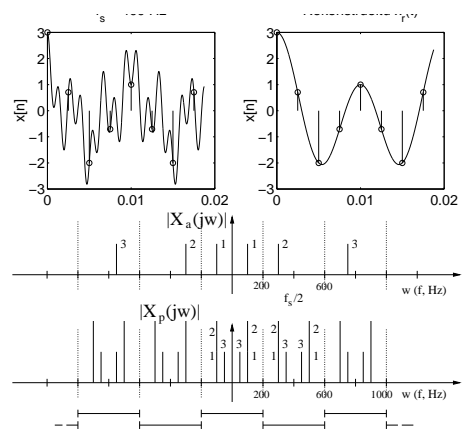 3
2
1
0
−1
−2
−3
x[n]
0
0.01
0.02
3
2
1
0
−1
−2
−3
x[n]
0
0.01
0.02
|X_a(jw)|
3 2 1 1 2 3
200 f_s/2 600 w (f, Hz)
|X_p(jw)|
2 2 2 2
3 3 3 3
1 1 1 1
200 600 1000 w (f, Hz)